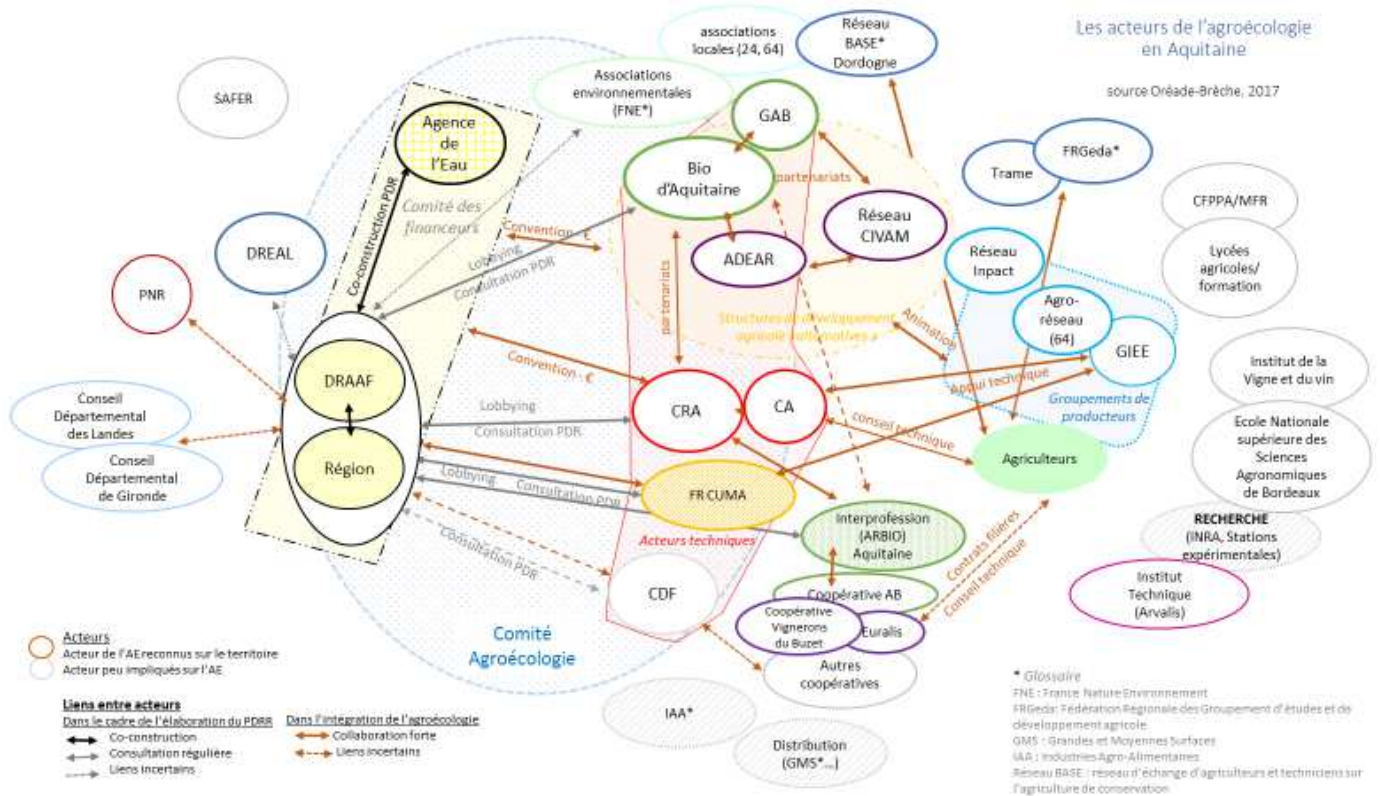 Les acteurs de l'agroécologie
en Aquitaine
source Oréade-Brèche, 2017
associations
locales (24, 64)
Réseau
BASE*
Dordogne
SAFER
Associations
environnementales
(FNE*)
Agence
de
l'Eau
GAB
Bio
d'Aquitaine
partenariats
Trame
FRGeda*
CFPPA/MFR
Lycées
agricoles/
formation
Co-construction PDR
Comité des
financeurs
Convention - €
Lobbying
Consultation PDR
Réseau
CIVAM
ADEAR
Réseau
Inpact
DREAL
PNR
partenariats
Structures de développement
agricole «alternatives »
Animation
Agro-
réseau
(64)
GIEE
Appui technique
Groupements de
producteurs
Institut de la
Vigne et du vin
DRAAF
Convention - €
CRA
CA
Lobbying
Consultation PDR
conseil technique
Conseil
Départemental
des Landes
Conseil
Départemental
de Gironde
Région
Agriculteurs
Ecole Nationale
supérieure des
Sciences
Agronomiques
de Bordeaux
Lobbying
Consultation PDR
FR CUMA
Interprofession
(ARBIO)
Aquitaine
RECHERCHE
(INRA, Stations
expérimentales)
Acteurs techniques
Consultation PDR
CDF
Contrats filières
Conseil technique
Institut
Technique
(Arvalis)
Coopérative AB
Coopérative
Vignerons
du Buzet
Euralis
Autres
coopératives
Comité
Agroécologie
IAA*
Distribution
(GMS*...)
Acteurs
Acteur de l'AE reconnus sur le territoire
Acteur peu impliqués sur l'AE
Liens entre acteurs
Dans le cadre de l'élaboration du PDRR
Co-construction
Consultation régulière
Liens incertains
Dans l'intégration de l'agroécologie
Collaboration forte
Liens incertains
* Glossaire
FNE : France Nature Environnement
FRGeda: Fédération Régionale des Groupement d'études et de
développement agricole
GMS : Grandes et Moyennes Surfaces
IAA : Industries Agro-Alimentaires
Réseau BASE : réseau d'échange d'agriculteurs et techniciens sur
l'agriculture de conservation